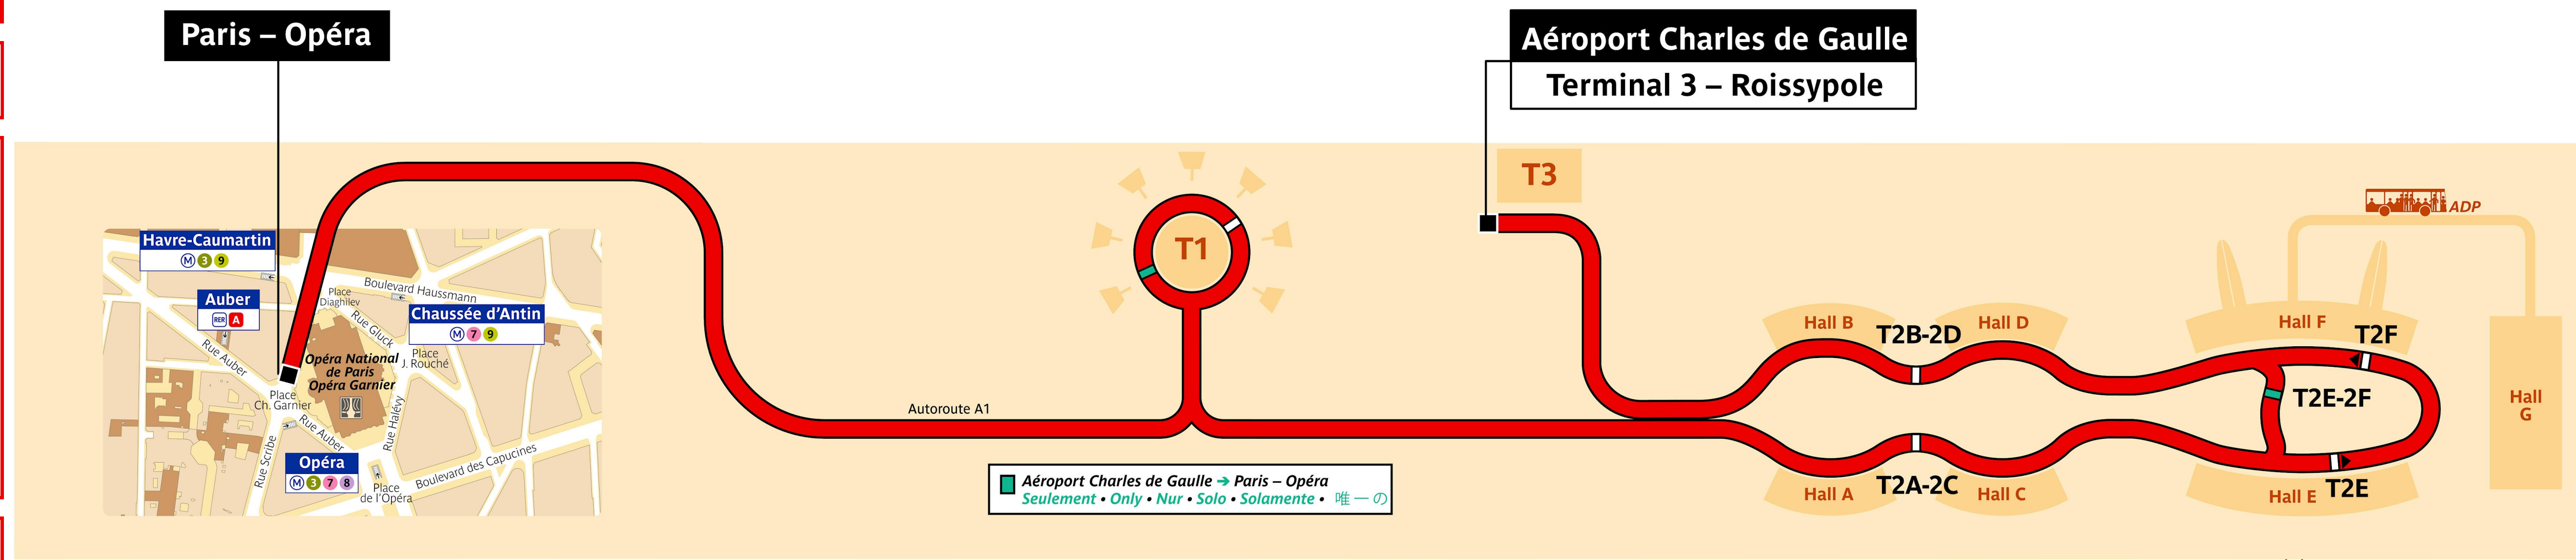 Paris – Opéra
Aéroport Charles de Gaulle
Terminal 3 – Roissypole
Havre-Caumartin
M 3 9
Auber
RER A
Place
Diaghilev
Boulevard Haussmann
Rue Gluck
Chaussée d’Antin
M 7 9
Rue Auber
Opéra National
de Paris
Opéra Garnier
Place
J. Rouché
Place
Ch. Garnier
Rue Auber
Rue Halévy
Rue Scribe
Opéra
M 3 7 8
Place
de l’Opéra
Boulevard des Capucines
Autoroute A1
T1
T3
Aéroport Charles de Gaulle ➔ Paris – Opéra
Seulement • Only • Nur • Solo • Solamente • 唯一の
Hall B
T2B-2D
Hall D
Hall A
T2A-2C
Hall C
ADP
Hall F
T2F
T2E-2F
Hall E
T2E
Hall
G